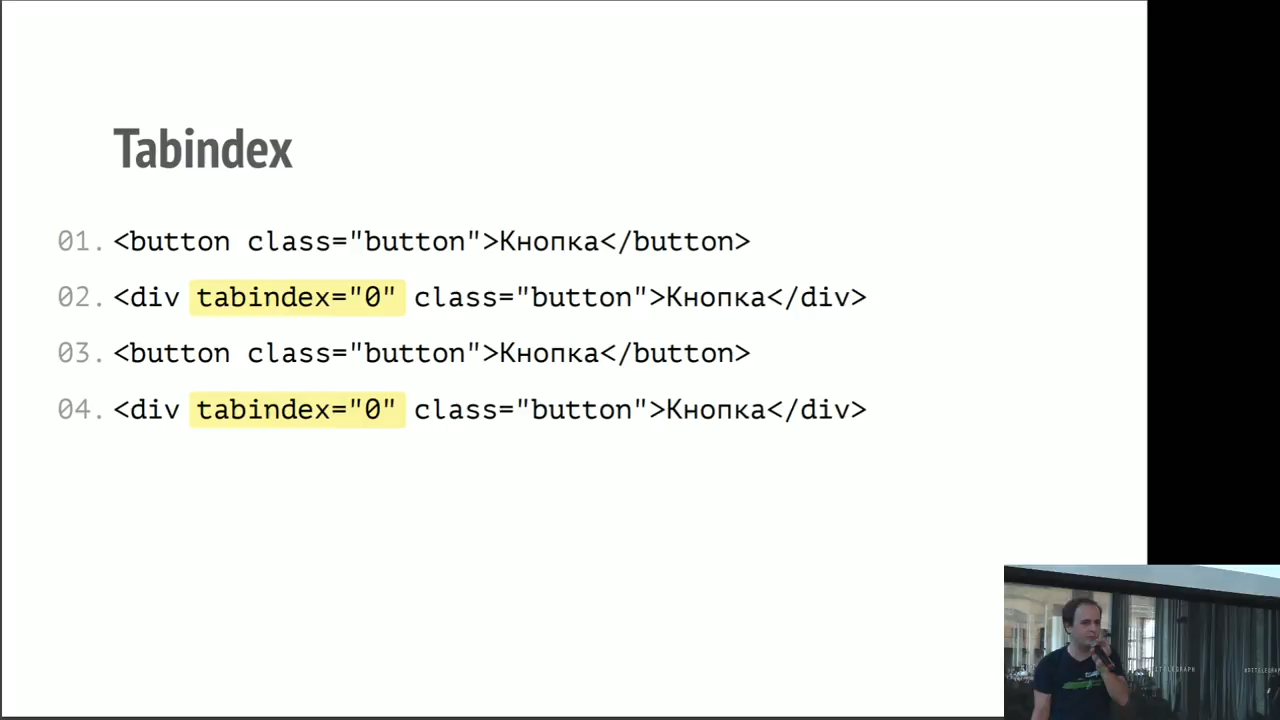 Tabindex
01. <button class="button">Кнопка</button>
02. <div tabindex="0" class="button">Кнопка</div>
03. <button class="button">Кнопка</button>
04. <div tabindex="0" class="button">Кнопка</div>